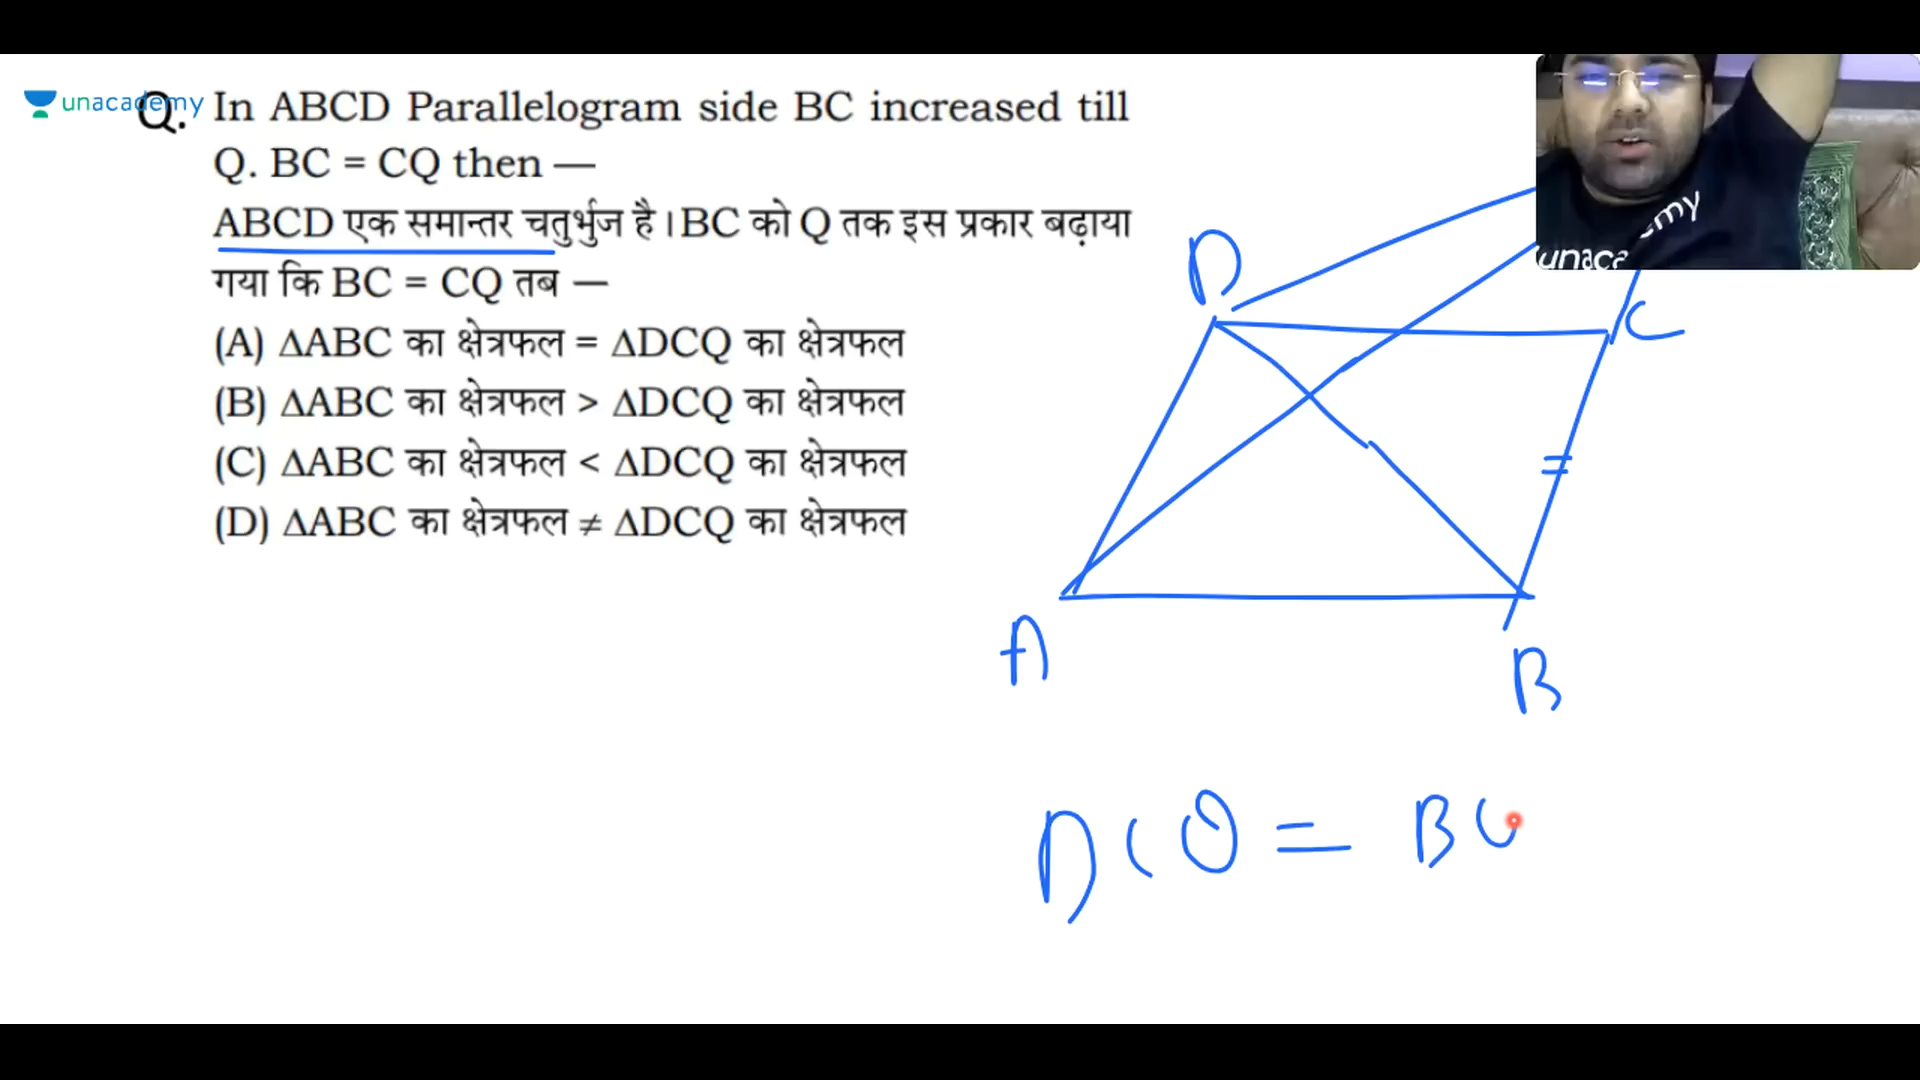 unacademy
Q. In ABCD Parallelogram side BC increased till
Q. BC = CQ then —
ABCD एक समान्तर चतुर्भुज है । BC को Q तक इस प्रकार बढ़ाया
गया कि BC = CQ तब —
(A) ΔABC का क्षेत्रफल = ΔDCQ का क्षेत्रफल
(B) ΔABC का क्षेत्रफल > ΔDCQ का क्षेत्रफल
(C) ΔABC का क्षेत्रफल < ΔDCQ का क्षेत्रफल
(D) ΔABC का क्षेत्रफल ≠ ΔDCQ का क्षेत्रफल
D
C
=
A
B
DCQ = BC